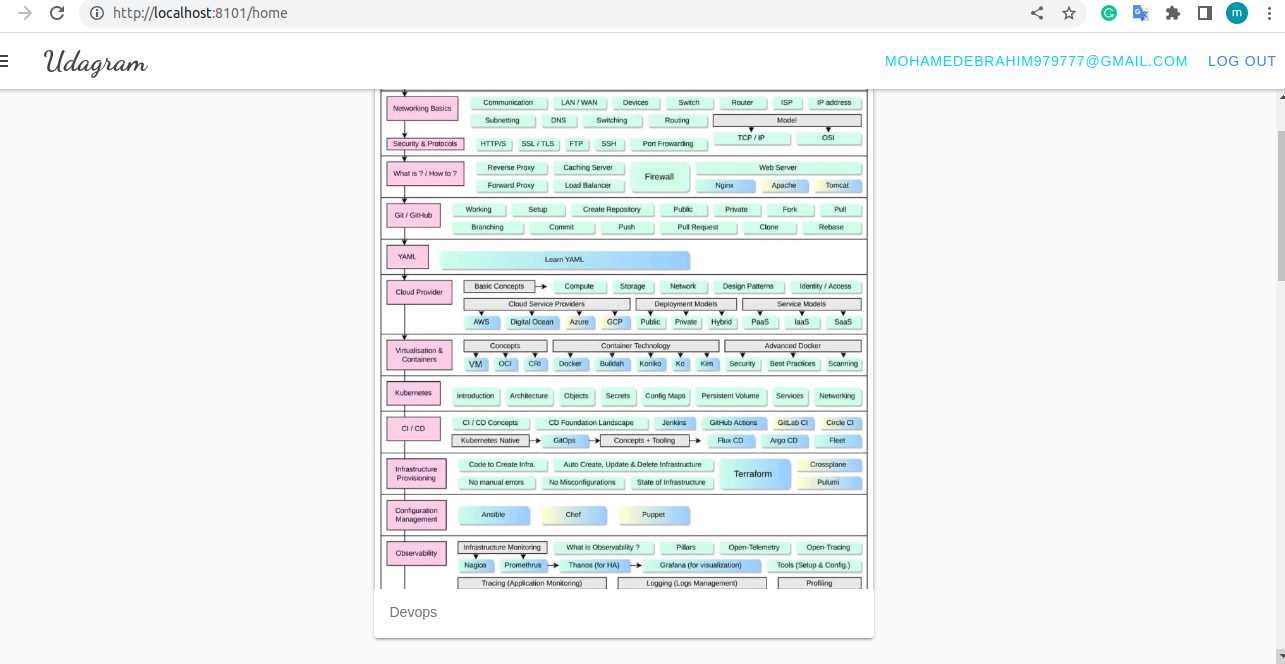 http://localhost:8101/home
m
Udagram
MOHAMEDEBRAHIM979777@GMAIL.COM LOG OUT
Networking Basics
Communication LAN / WAN Devices Switch Router ISP IP address
Subnetting DNS Switching Routing Model
TCP / IP OSI
Security & Protocols
HTTP/S SSL / TLS FTP SSH Port Frowarding
What is ? / How to ?
Reverse Proxy Caching Server Firewall Web Server
Forward Proxy Load Balancer Nginx Apache Tomcat
Git / GitHub
Working Setup Create Repository Public Private Fork Pull
Branching Commit Push Pull Request Clone Rebase
YAML
Learn YAML
Cloud Provider
Basic Concepts Compute Storage Network Design Patterns Identity / Access
Cloud Service Providers Deployment Models Service Models
AWS Digital Ocean Azure GCP Public Private Hybrid PaaS IaaS SaaS
Virtualisation &
Containers
Concepts Container Technology Advanced Docker
VM OCI CRI Docker Buildah Koniko Ko Kim Security Best Practices Scanning
Kubernetes
Introduction Architecture Objects Secrets Config Maps Persistent Volume Services Networking
CI / CD
CI / CD Concepts CD Foundation Landscape Jenkins GitHub Actions GitLab CI Circle CI
Kubernetes Native GitOps Concepts + Tooling Flux CD Argo CD Fleet
Infrastructure
Provisioning
Code to Create Infra. Auto Create, Update & Delete Infrastructure Terraform Crossplane
No manual errors No Misconfigurations State of Infrastructure Pulumi
Configuration
Management
Ansible Chef Puppet
Observability
Infrastructure Monitoring What is Observability ? Pillars Open-Telemetry Open-Tracing
Nagios Promethrus Thanos (for HA) Grafana (for visualization) Tools (Setup & Config.)
Tracing (Application Monitoring) Logging (Logs Management) Profiling
Devops